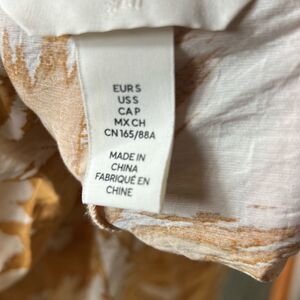 EUR S
US S
CA P
MX CH
CN 165/88A
MADE IN
CHINA
FABRIQUÉ EN
CHINE